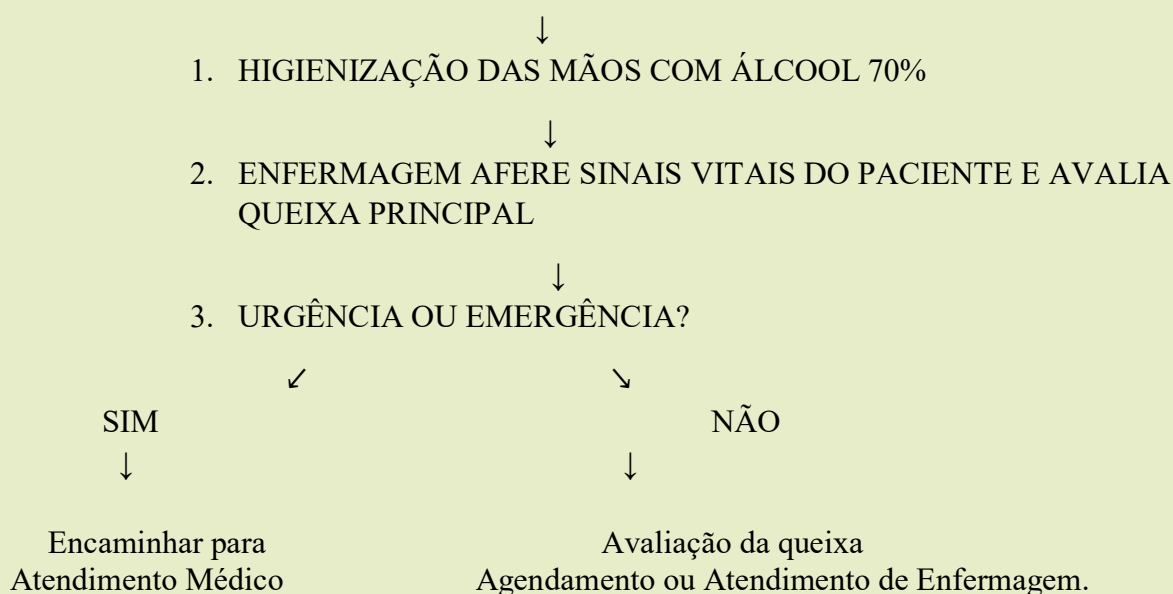 ↓
1. HIGIENIZAÇÃO DAS MÃOS COM ÁLCOOL 70%
↓
2. ENFERMAGEM AFERE SINAIS VITAIS DO PACIENTE E AVALIA
QUEIXA PRINCIPAL
↓
3. URGÊNCIA OU EMERGÊNCIA?
↙ ↘
SIM NÃO
↓ ↓
Encaminhar para Avaliação da queixa
Atendimento Médico Agendamento ou Atendimento de Enfermagem.